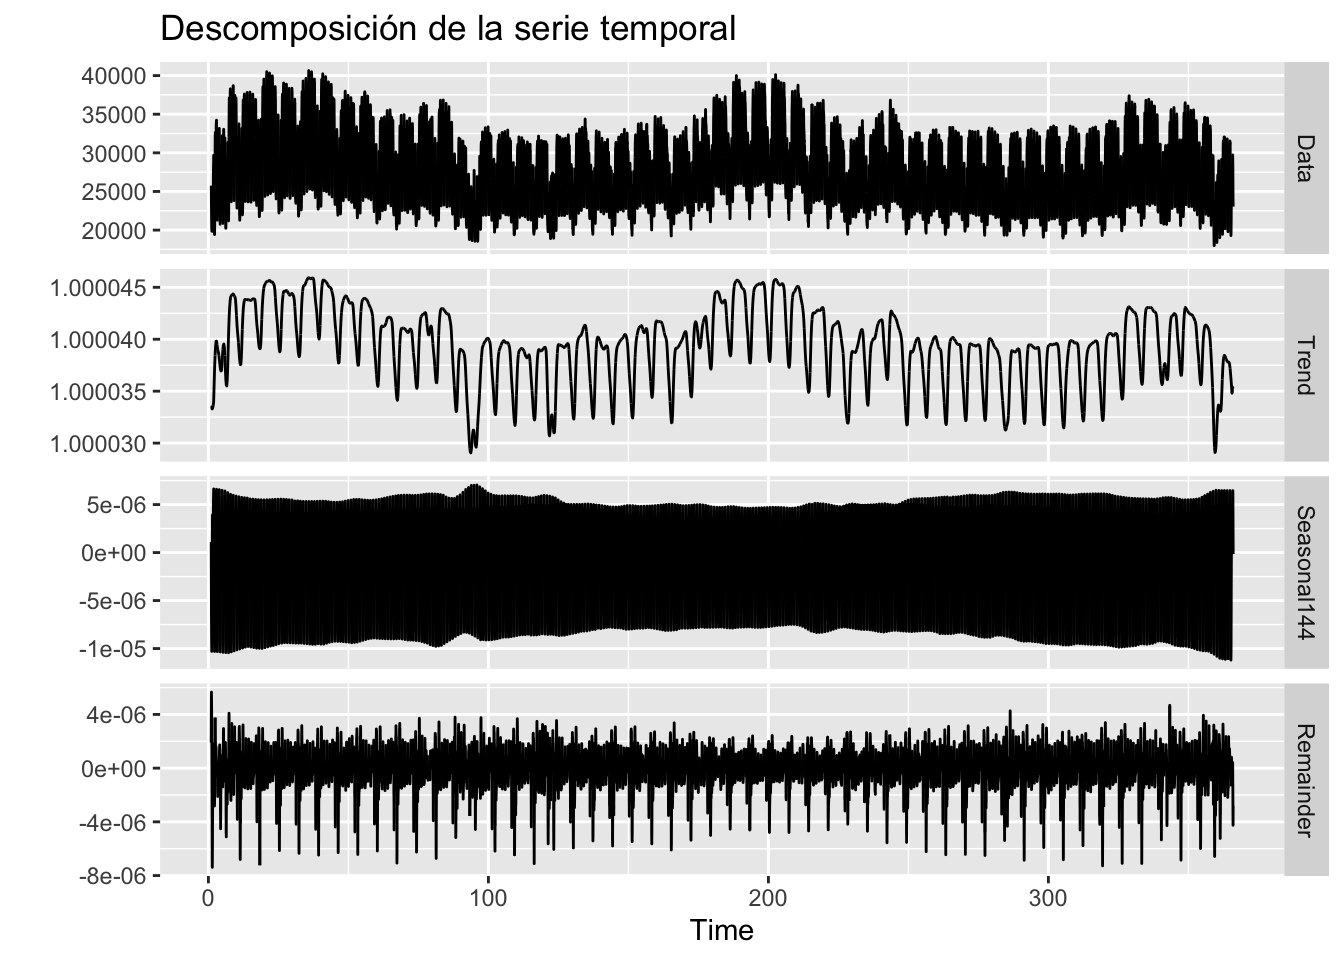 Descomposición de la serie temporal
40000
35000
30000
25000
20000
Data
1.000045
1.000040
1.000035
1.000030
Trend
5e-06
0e+00
-5e-06
-1e-05
Seasonal144
4e-06
0e+00
-4e-06
-8e-06
Remainder
0 100 200 300
Time